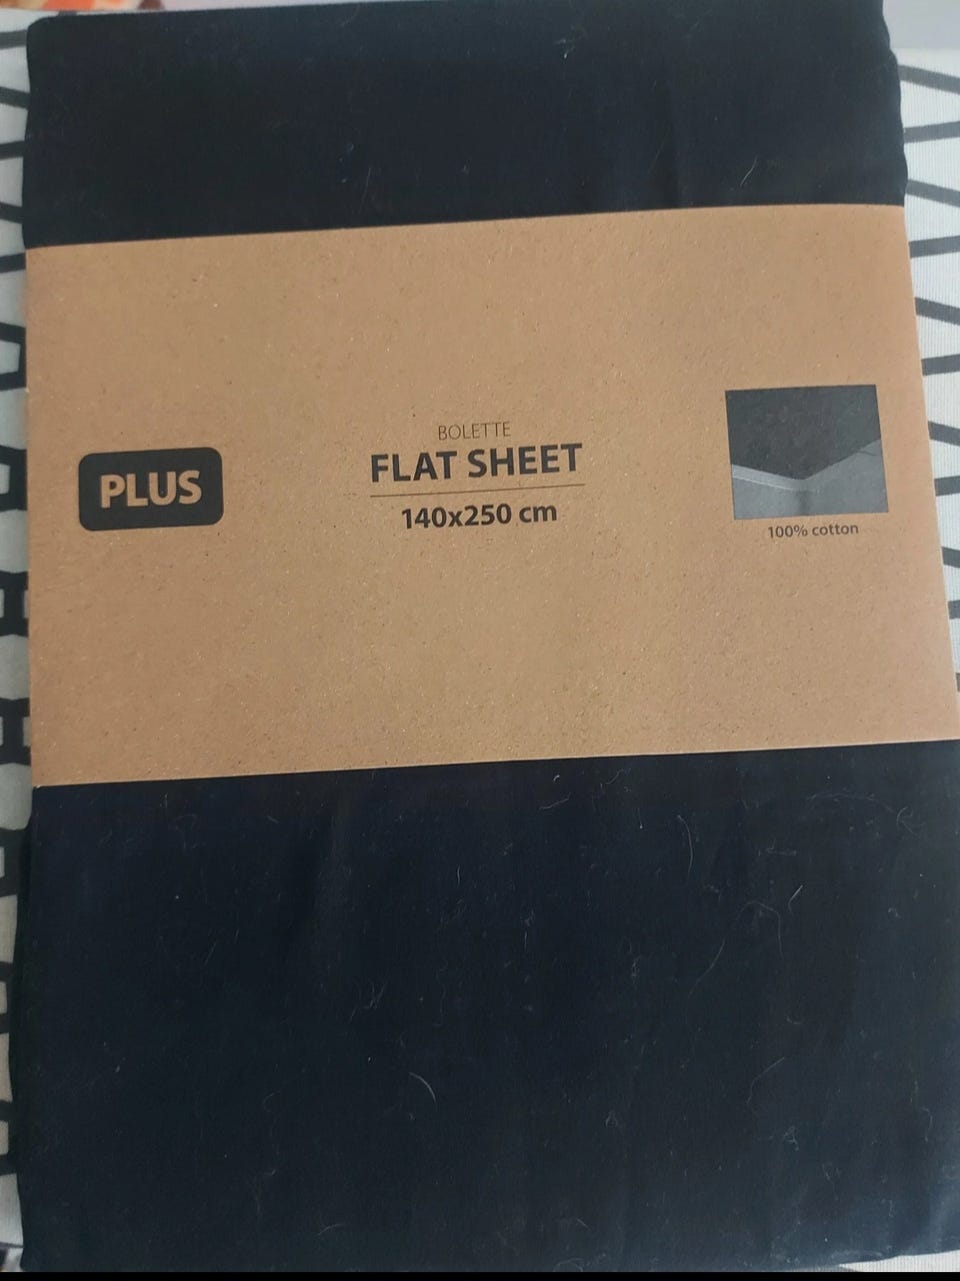 PLUS
BOLETTE
FLAT SHEET
140x250 cm
100% cotton